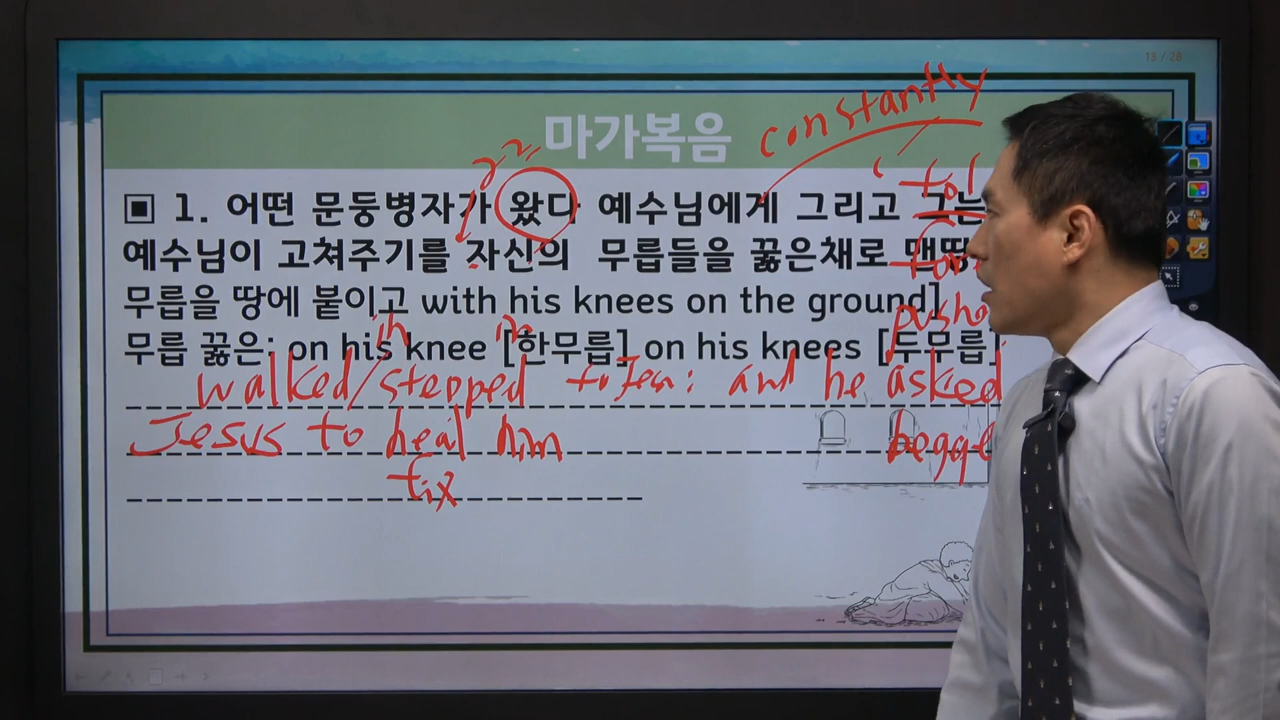 13 / 28
마가복음
constantly
▣ 1. 어떤 문둥병자가 왔다 예수님에게 그리고 그는
예수님이 고쳐주기를 자신의 무릎들을 꿇은채로 맨땅
무릎을 땅에 붙이고 with his knees on the ground]
pushe
무릎 꿇은; on his knee [한무릎] on his knees [두무릎]
walked/stepped to Jesu: and he asked
Jesus to heal him
begge
fix